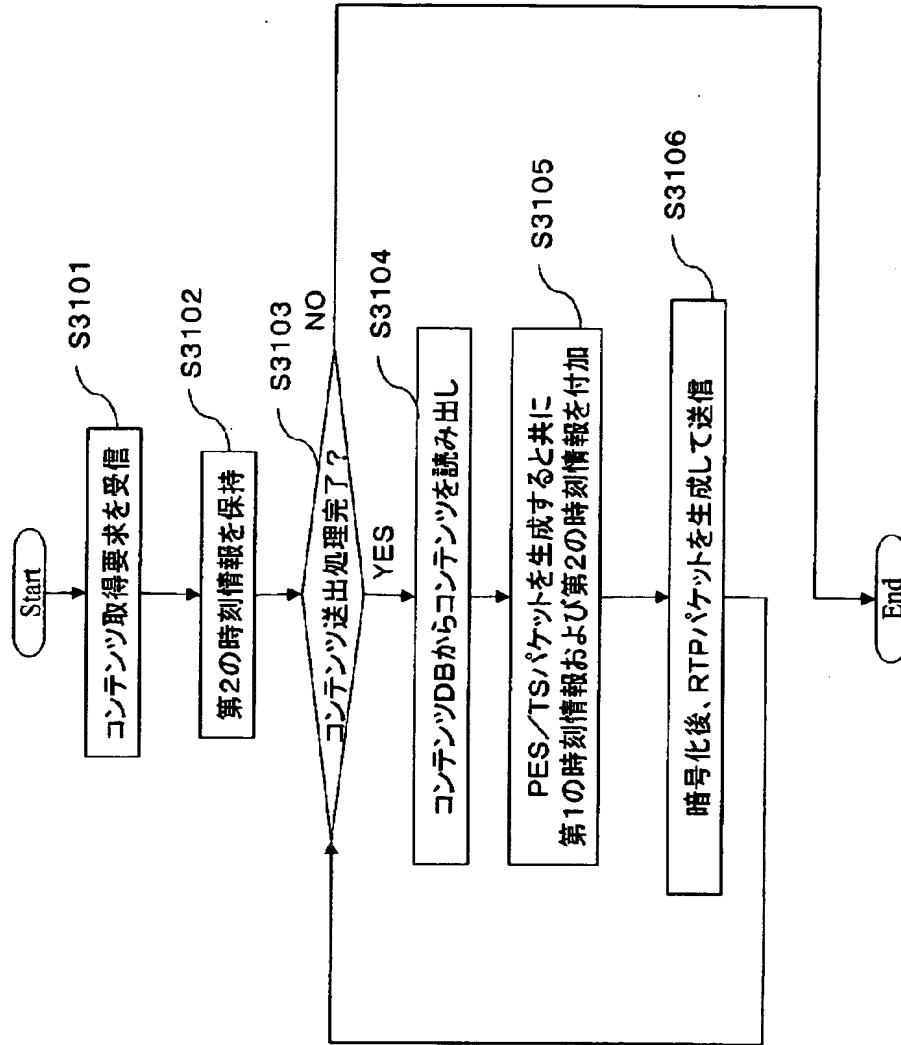 Start
コンテンツ取得要求を受信
S3101
第2の時刻情報を保持
S3102
コンテンツ送出処理完了？
S3103
NO
YES
コンテンツDBからコンテンツを読み出し
S3104
PES／TSパケットを生成すると共に
第1の時刻情報および第2の時刻情報を付加
S3105
暗号化後、RTPパケットを生成して送信
S3106
End